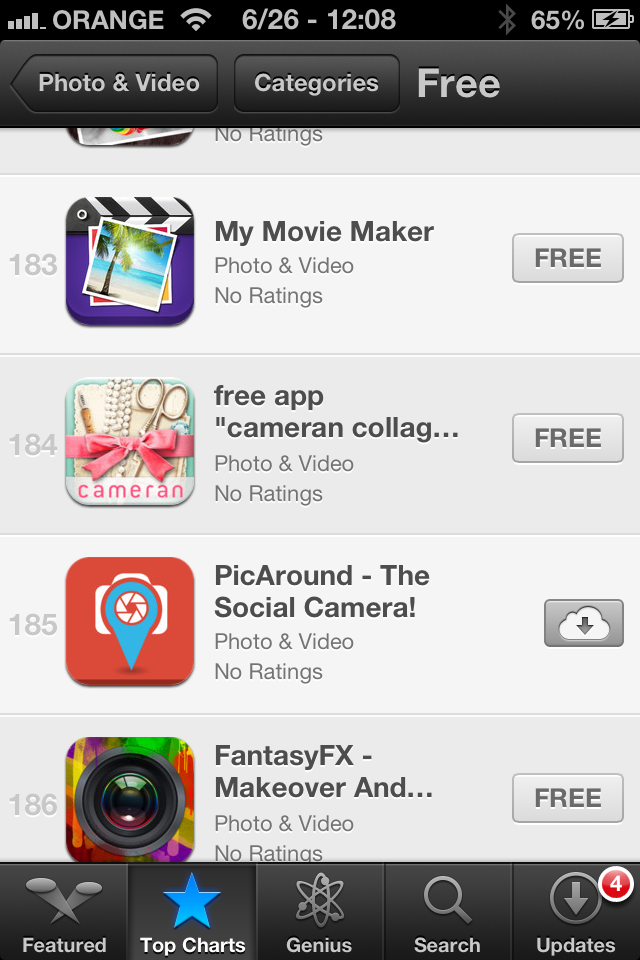 ORANGE 6/26 - 12:08 65%
Photo & Video Categories Free
No Ratings
183
My Movie Maker
Photo & Video
No Ratings
FREE
184
cameran
free app
"cameran collag...
Photo & Video
No Ratings
FREE
185
PicAround - The
Social Camera!
Photo & Video
No Ratings
186
FantasyFX -
Makeover And...
Photo & Video
No Ratings
FREE
4
Featured Top Charts Genius Search Updates